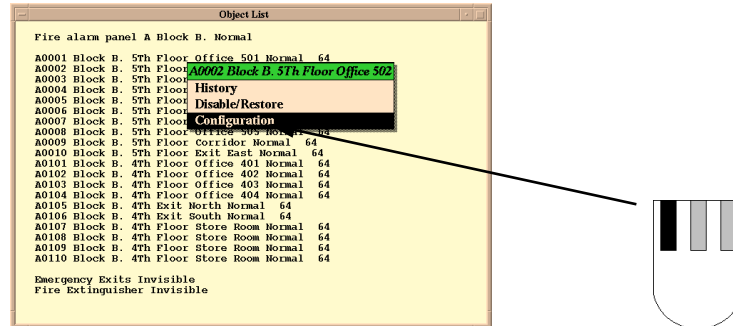 Object List
Fire alarm panel A Block B. Normal
A0001 Block B. 5Th Floor Office 501 Normal 64
A0002 Block B. 5Th Floor
A0003 Block B. 5Th Floor
A0004 Block B. 5Th Floor
A0005 Block B. 5Th Floor
A0006 Block B. 5Th Floor
A0007 Block B. 5Th Floor
A0002 Block B. 5Th Floor Office 502
History
Disable/Restore
Configuration
A0008 Block B. 5Th Floor Office 505 Normal 64
A0009 Block B. 5Th Floor Corridor Normal 64
A0010 Block B. 5Th Floor Exit East Normal 64
A0101 Block B. 4Th Floor Office 401 Normal 64
A0102 Block B. 4Th Floor Office 402 Normal 64
A0103 Block B. 4Th Floor Office 403 Normal 64
A0104 Block B. 4Th Floor Office 404 Normal 64
A0105 Block B. 4Th Exit North Normal 64
A0106 Block B. 4Th Exit South Normal 64
A0107 Block B. 4Th Floor Store Room Normal 64
A0108 Block B. 4Th Floor Store Room Normal 64
A0109 Block B. 4Th Floor Store Room Normal 64
A0110 Block B. 4Th Floor Store Room Normal 64
Emergency Exits Invisible
Fire Extinguisher Invisible